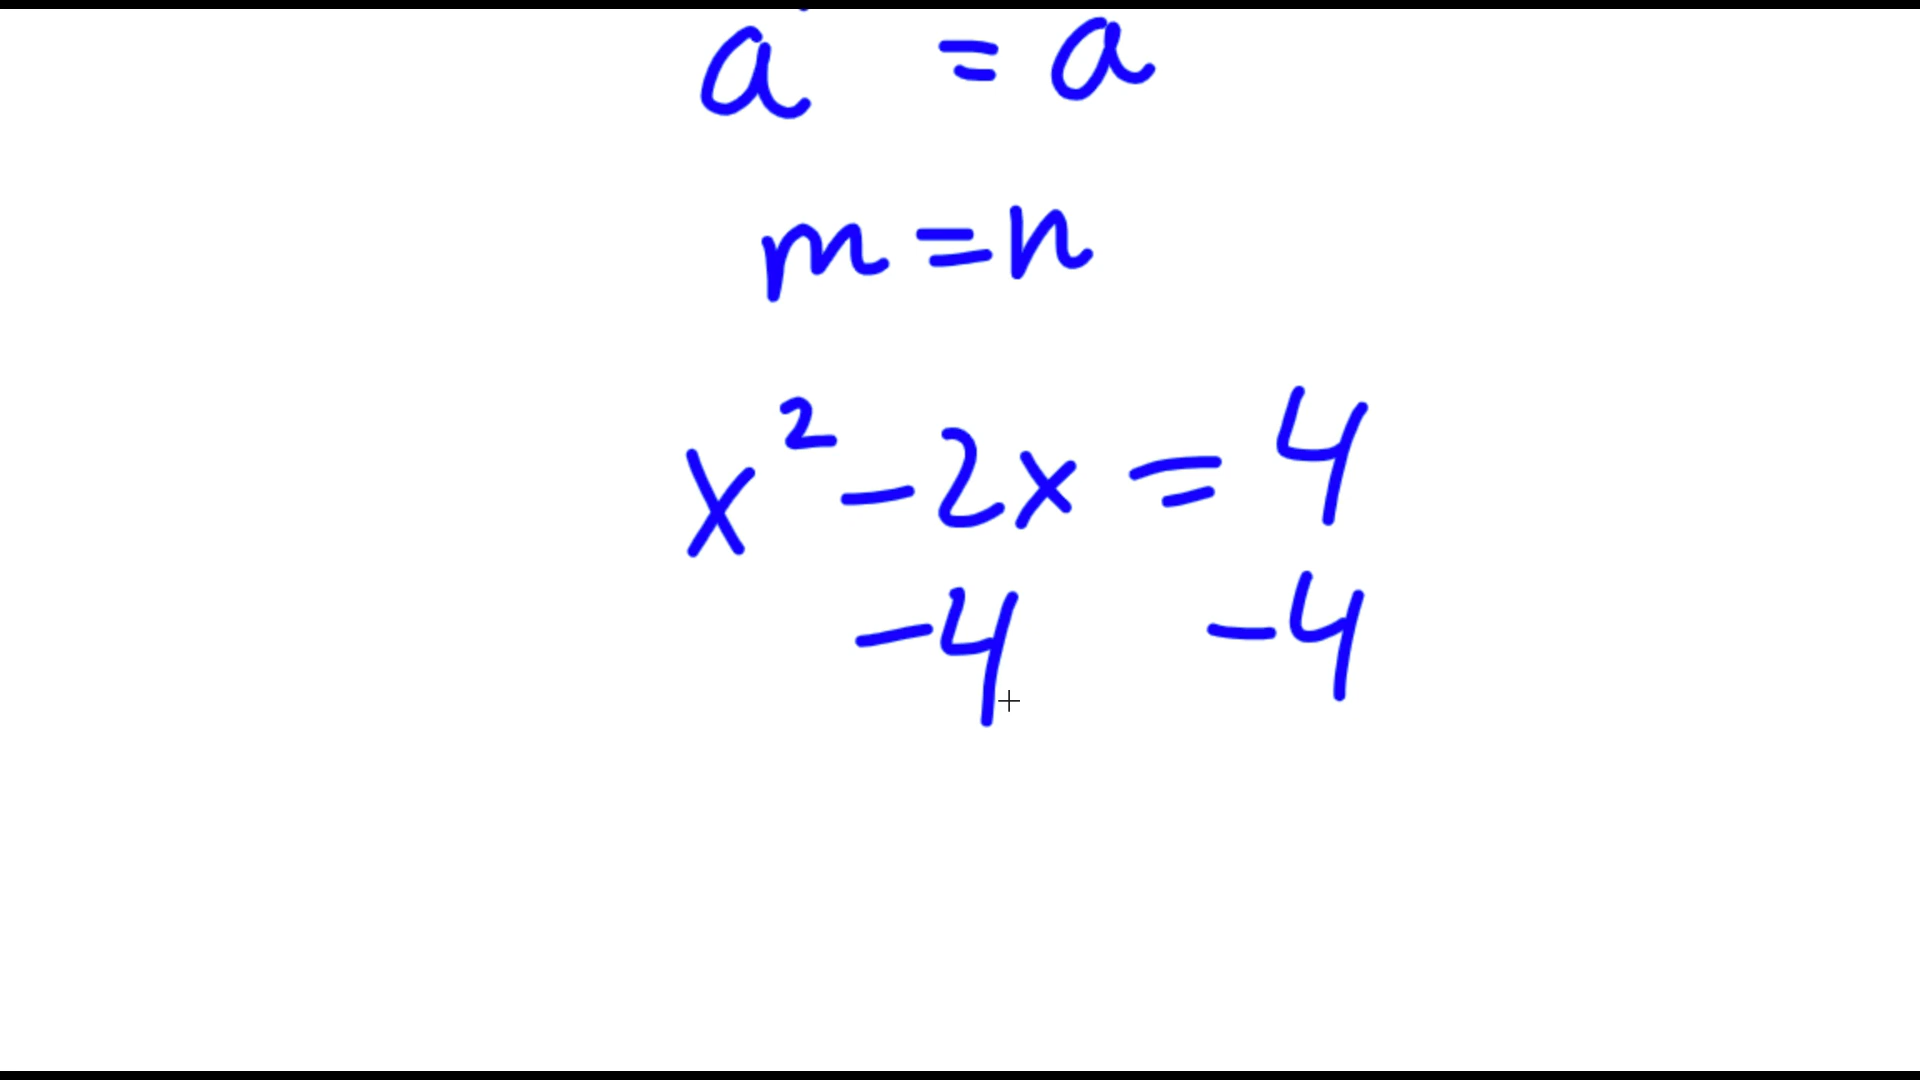 a = a
m = n
x² - 2x = 4
-4 -4